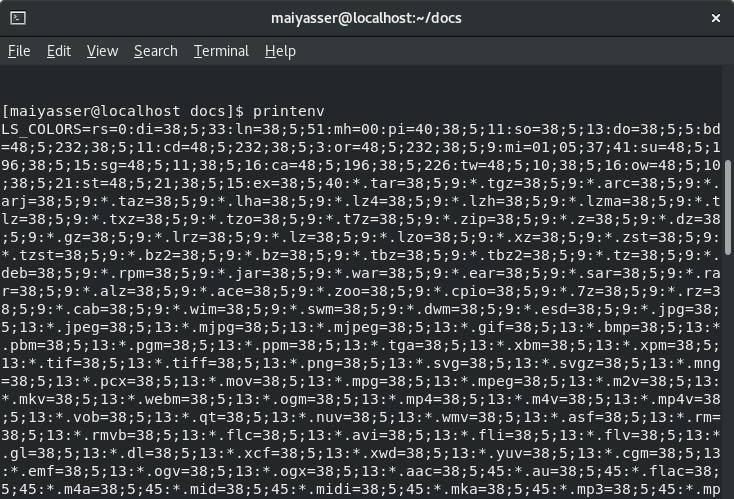 maiyasser@localhost:~/docs
File Edit View Search Terminal Help
[maiyasser@localhost docs]$ printenv
LS_COLORS=rs=0:di=38;5;33:ln=38;5;51:mh=00:pi=40;38;5;11:so=38;5;13:do=38;5;5:bd
=48;5;232;38;5;11:cd=48;5;232;38;5;3:or=48;5;232;38;5;9:mi=01;05;37;41:su=48;5;1
96;38;5;15:sg=48;5;11;38;5;16:ca=48;5;196;38;5;226:tw=48;5;10;38;5;16:ow=48;5;10
;38;5;21:st=48;5;21;38;5;15:ex=38;5;40:*.tar=38;5;9:*.tgz=38;5;9:*.arc=38;5;9:*.
arj=38;5;9:*.taz=38;5;9:*.lha=38;5;9:*.lz4=38;5;9:*.lzh=38;5;9:*.lzma=38;5;9:*.t
lz=38;5;9:*.txz=38;5;9:*.tzo=38;5;9:*.t7z=38;5;9:*.zip=38;5;9:*.z=38;5;9:*.dz=38
;5;9:*.gz=38;5;9:*.lrz=38;5;9:*.lz=38;5;9:*.lzo=38;5;9:*.xz=38;5;9:*.zst=38;5;9:
*.tzst=38;5;9:*.bz2=38;5;9:*.bz=38;5;9:*.tbz=38;5;9:*.tbz2=38;5;9:*.tz=38;5;9:*.
deb=38;5;9:*.rpm=38;5;9:*.jar=38;5;9:*.war=38;5;9:*.ear=38;5;9:*.sar=38;5;9:*.ra
r=38;5;9:*.alz=38;5;9:*.ace=38;5;9:*.zoo=38;5;9:*.cpio=38;5;9:*.7z=38;5;9:*.rz=3
8;5;9:*.cab=38;5;9:*.wim=38;5;9:*.swm=38;5;9:*.dwm=38;5;9:*.esd=38;5;9:*.jpg=38;
5;13:*.jpeg=38;5;13:*.mjpg=38;5;13:*.mjpeg=38;5;13:*.gif=38;5;13:*.bmp=38;5;13:*
.pbm=38;5;13:*.pgm=38;5;13:*.ppm=38;5;13:*.tga=38;5;13:*.xbm=38;5;13:*.xpm=38;5;
13:*.tif=38;5;13:*.tiff=38;5;13:*.png=38;5;13:*.svg=38;5;13:*.svgz=38;5;13:*.mng
=38;5;13:*.pcx=38;5;13:*.mov=38;5;13:*.mpg=38;5;13:*.mpeg=38;5;13:*.m2v=38;5;13:
*.mkv=38;5;13:*.webm=38;5;13:*.ogm=38;5;13:*.mp4=38;5;13:*.m4v=38;5;13:*.mp4v=38
;5;13:*.vob=38;5;13:*.qt=38;5;13:*.nuv=38;5;13:*.wmv=38;5;13:*.asf=38;5;13:*.rm=
38;5;13:*.rmvb=38;5;13:*.flc=38;5;13:*.avi=38;5;13:*.fli=38;5;13:*.flv=38;5;13:*
.gl=38;5;13:*.dl=38;5;13:*.xcf=38;5;13:*.xwd=38;5;13:*.yuv=38;5;13:*.cgm=38;5;13
:*.emf=38;5;13:*.ogv=38;5;13:*.ogx=38;5;13:*.aac=38;5;45:*.au=38;5;45:*.flac=38;
5;45:*.m4a=38;5;45:*.mid=38;5;45:*.midi=38;5;45:*.mka=38;5;45:*.mp3=38;5;45:*.mp